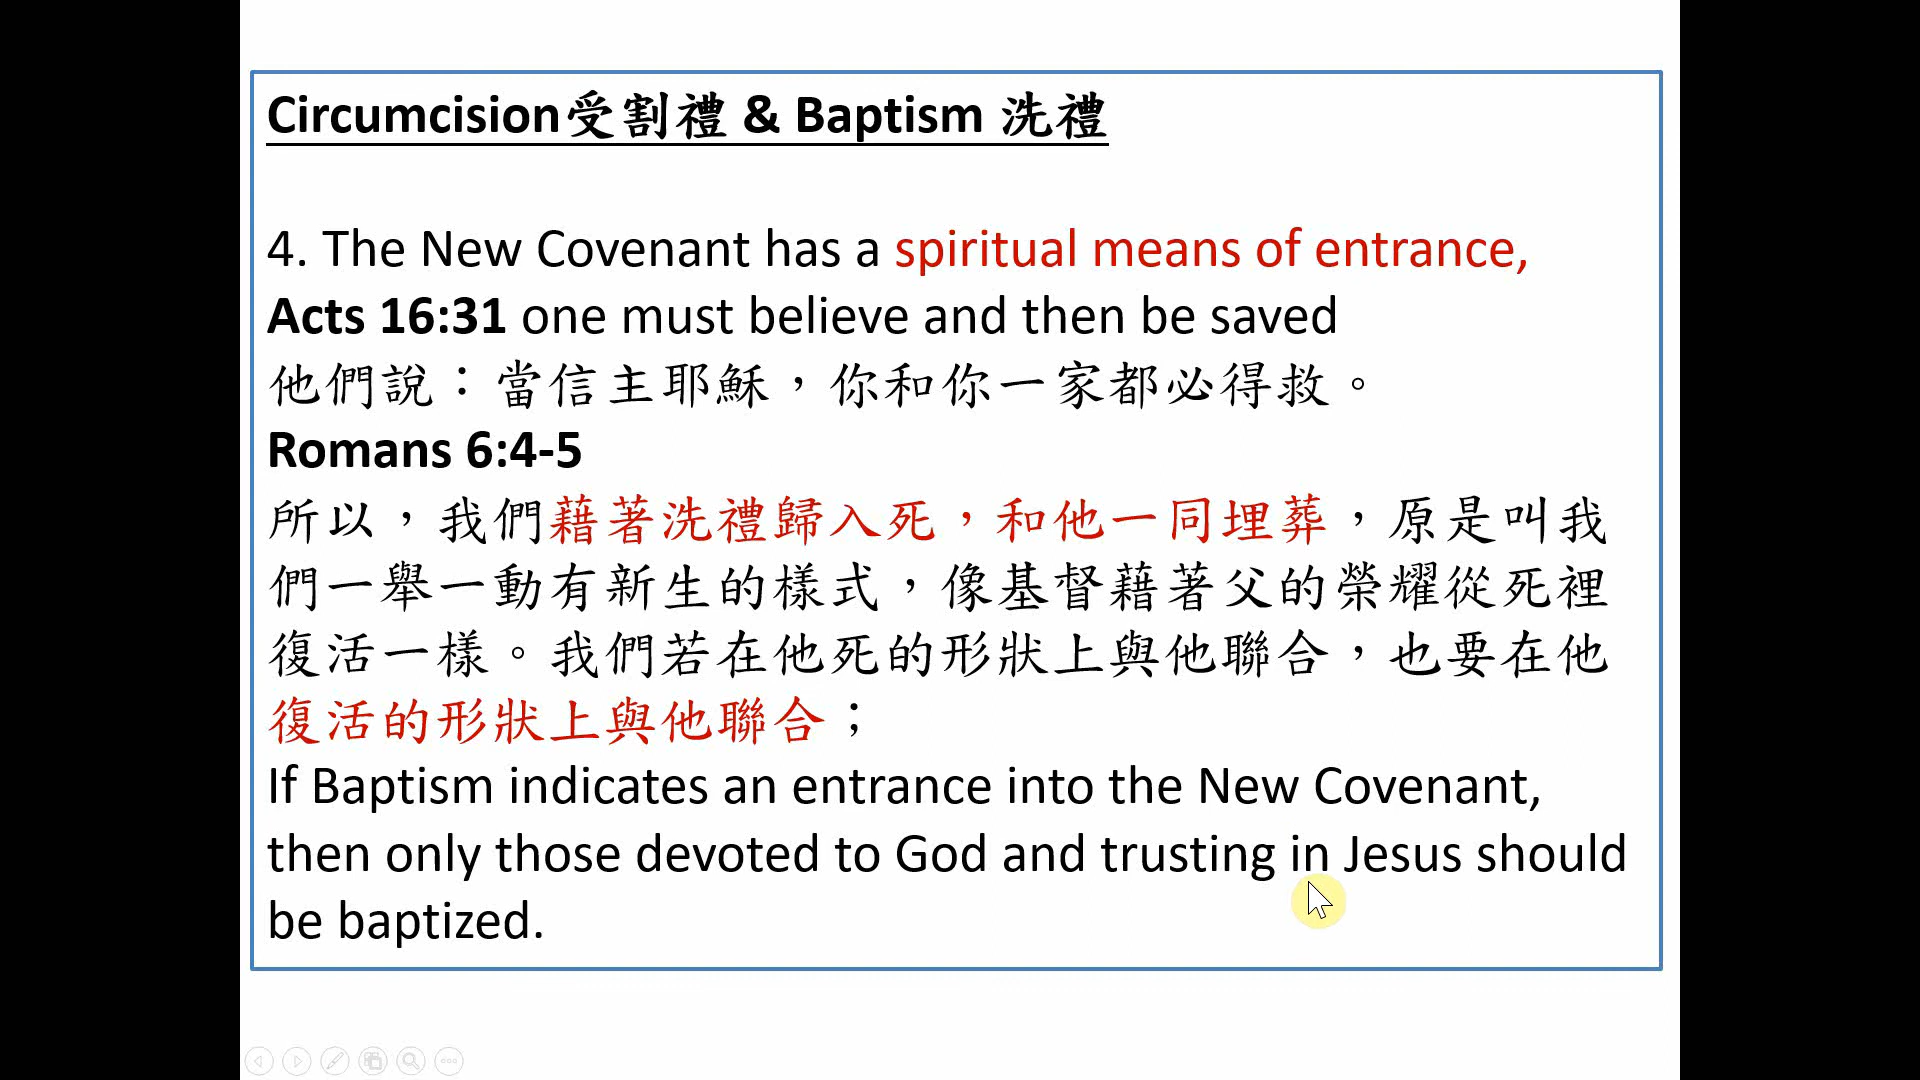 Circumcision受割禮 & Baptism 洗禮
4. The New Covenant has a spiritual means of entrance,
Acts 16:31 one must believe and then be saved
他們說：當信主耶穌，你和你一家都必得救。
Romans 6:4-5
所以，我們藉著洗禮歸入死，和他一同埋葬，原是叫我
們一舉一動有新生的樣式，像基督藉著父的榮耀從死裡
復活一樣。我們若在他死的形狀上與他聯合，也要在他
復活的形狀上與他聯合；
If Baptism indicates an entrance into the New Covenant,
then only those devoted to God and trusting in Jesus should
be baptized.